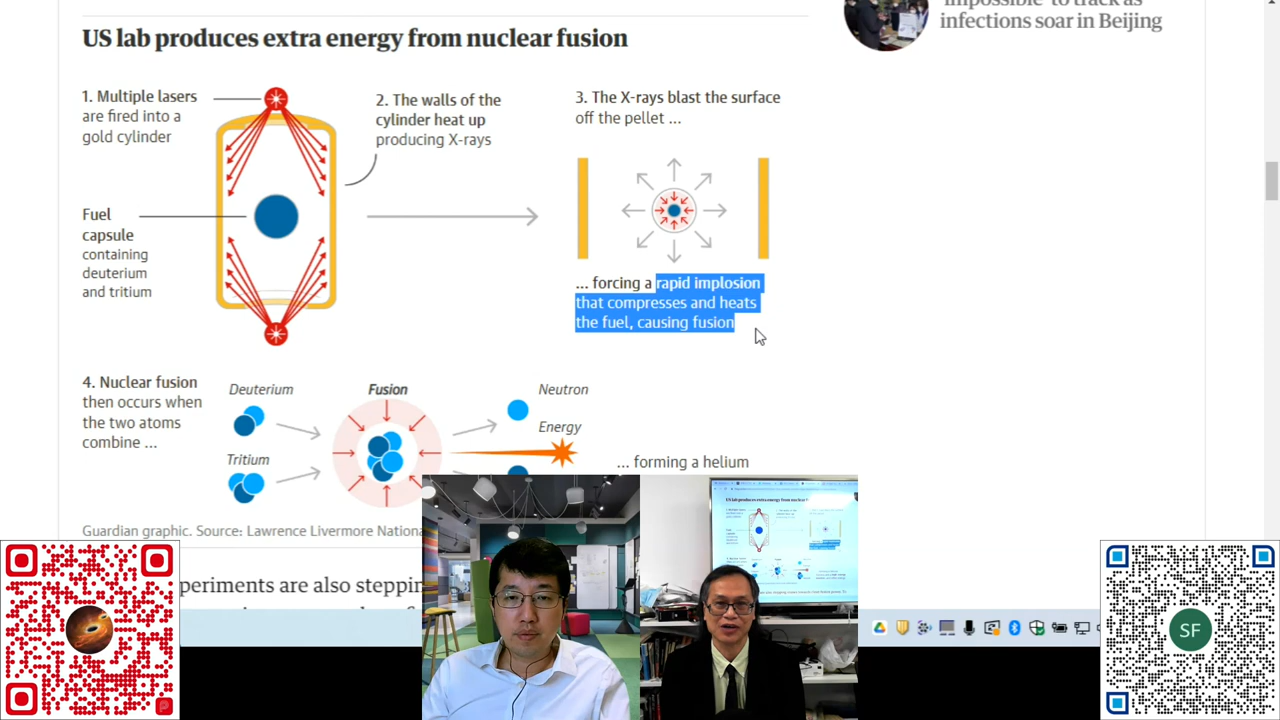 'impossible' to track as
infections soar in Beijing
US lab produces extra energy from nuclear fusion
1. Multiple lasers
are fired into a
gold cylinder
2. The walls of the
cylinder heat up
producing X-rays
3. The X-rays blast the surface
off the pellet ...
Fuel
capsule
containing
deuterium
and tritium
... forcing a rapid implosion
that compresses and heats
the fuel, causing fusion
4. Nuclear fusion
then occurs when
the two atoms
combine ...
Deuterium
Tritium
Fusion
Neutron
Energy
... forming a helium
Guardian graphic. Source: Lawrence Livermore
are also
SF